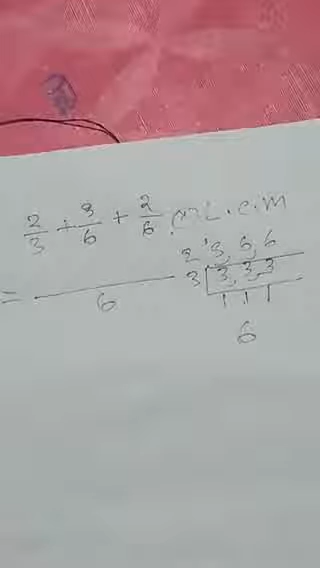 2/3 + 3/6 + 2/6 L.C.M
2 3, 6, 6
= ___/6 3 3, 3, 3
1 1 1
6